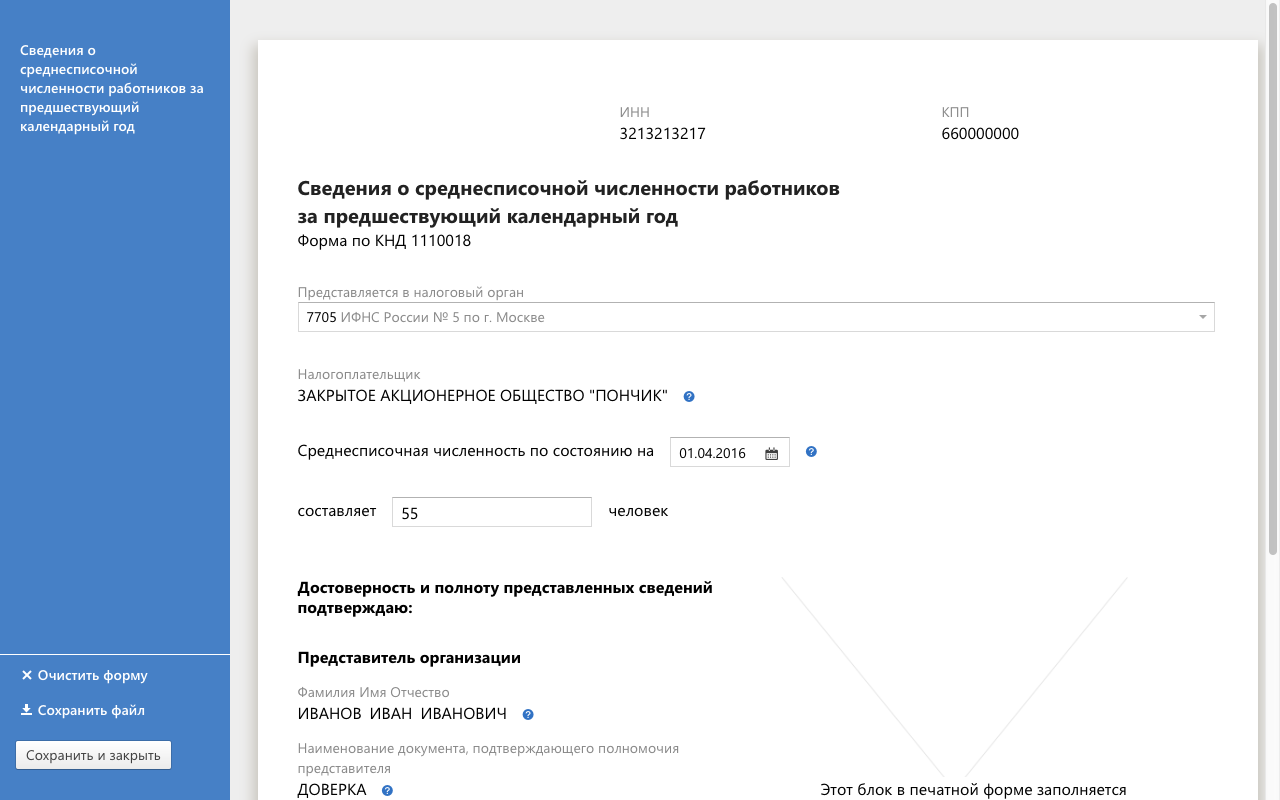 Сведения о
среднесписочной
численности работников за
предшествующий
календарный год
ИНН
3213213217
КПП
660000000
Сведения о среднесписочной численности работников
за предшествующий календарный год
Форма по КНД 1110018
Представляется в налоговый орган
7705 ИФНС России № 5 по г. Москве
Налогоплательщик
ЗАКРЫТОЕ АКЦИОНЕРНОЕ ОБЩЕСТВО "ПОНЧИК" ?
Среднесписочная численность по состоянию на 01.04.2016 ?
составляет 55 человек
Достоверность и полноту представленных сведений
подтверждаю:
Представитель организации
Фамилия Имя Отчество
ИВАНОВ ИВАН ИВАНОВИЧ ?
Наименование документа, подтверждающего полномочия
представителя
ДОВЕРКА ?
Этот блок в печатной форме заполняется
Очистить форму
Сохранить файл
Сохранить и закрыть